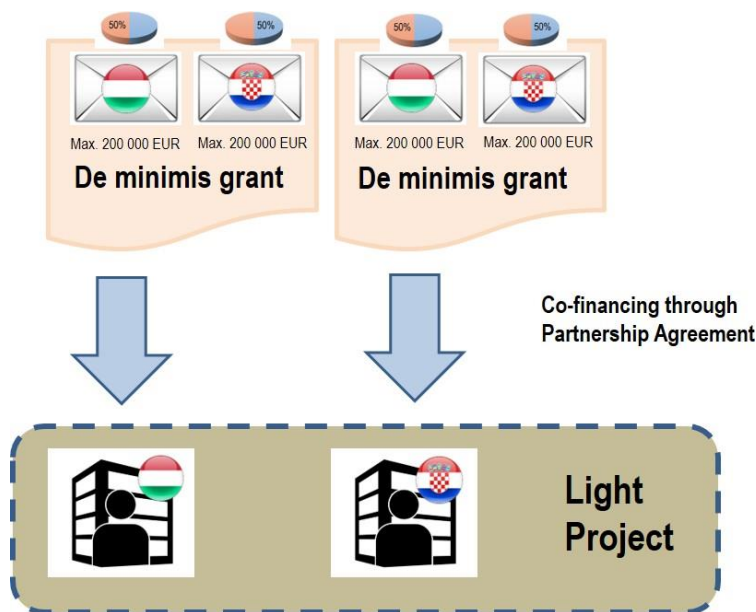 50% 50% 50% 50%
Max. 200 000 EUR Max. 200 000 EUR Max. 200 000 EUR Max. 200 000 EUR
De minimis grant De minimis grant
Co-financing through
Partnership Agreement
Light
Project